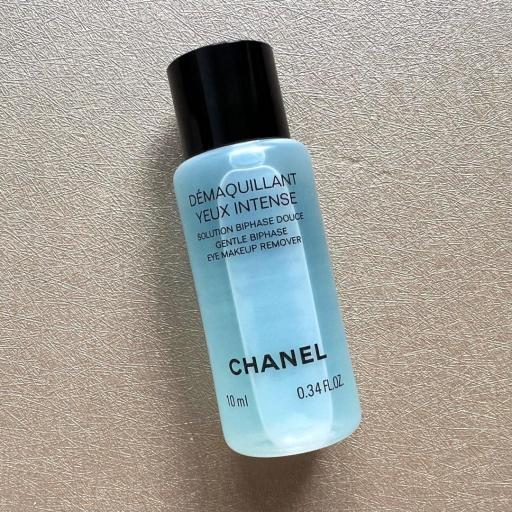 DÉMAQUILLANT
YEUX INTENSE
SOLUTION BIPHASE DOUCE
GENTLE BIPHASE
EYE MAKEUP REMOVER
CHANEL
10 ml 0.34 FL.OZ.